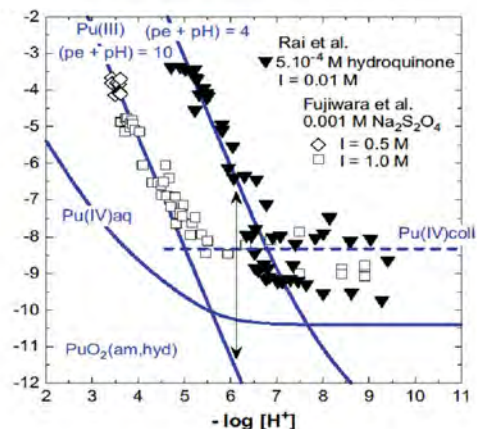 -3
-4
-5
-6
-7
-8
-9
-10
-11
-12
Pu(III)
(pe + pH) = 4
(pe + pH) = 10
Rai et al.
5.10⁻⁴ M hydroquinone
I = 0.01 M
Fujiwara et al.
0.001 M Na₂S₂O₄
I = 0.5 M
I = 1.0 M
Pu(IV)aq
Pu(IV)coll
PuO₂(am,hyd)
2 3 4 5 6 7 8 9 10 11
- log [H⁺]